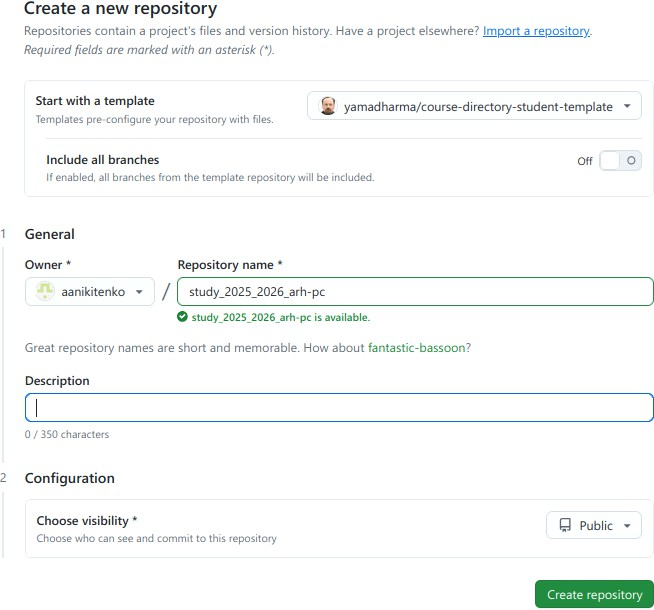 Create a new repository
Repositories contain a project's files and version history. Have a project elsewhere? Import a repository.
Required fields are marked with an asterisk (*).
Start with a template
Templates pre-configure your repository with files.
yamadharma/course-directory-student-template
Include all branches
If enabled, all branches from the template repository will be included.
Off
1 General
Owner *
Repository name *
aanikitenko / study_2025_2026_arh-pc
study_2025_2026_arh-pc is available.
Great repository names are short and memorable. How about fantastic-bassoon?
Description
0 / 350 characters
2 Configuration
Choose visibility *
Choose who can see and commit to this repository
Public
Create repository